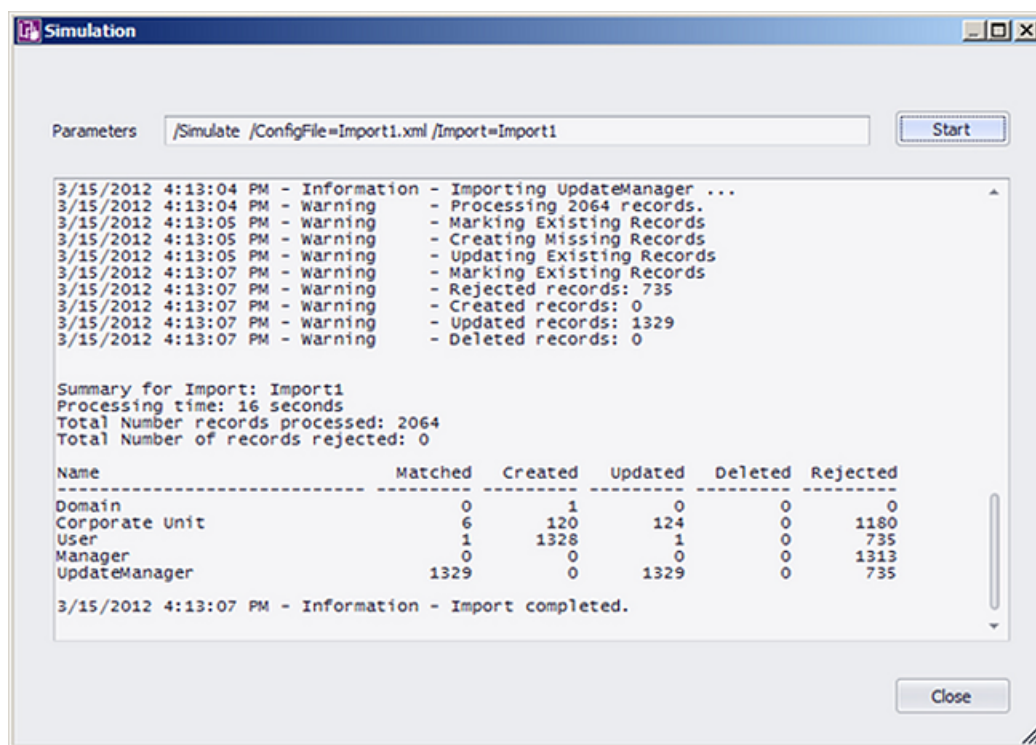 Simulation
Parameters /Simulate /ConfigFile=Import1.xml /Import=Import1 Start
3/15/2012 4:13:04 PM - Information - Importing UpdateManager ...
3/15/2012 4:13:04 PM - Warning - Processing 2064 records.
3/15/2012 4:13:05 PM - Warning - Marking Existing Records
3/15/2012 4:13:05 PM - Warning - Creating Missing Records
3/15/2012 4:13:05 PM - Warning - Updating Existing Records
3/15/2012 4:13:07 PM - Warning - Marking Existing Records
3/15/2012 4:13:07 PM - Warning - Rejected records: 735
3/15/2012 4:13:07 PM - Warning - Created records: 0
3/15/2012 4:13:07 PM - Warning - Updated records: 1329
3/15/2012 4:13:07 PM - Warning - Deleted records: 0
Summary for Import: Import1
Processing time: 16 seconds
Total Number records processed: 2064
Total Number of records rejected: 0
Name Matched Created Updated Deleted Rejected
------------------------------ --------- --------- --------- --------- ---------
Domain 0 1 0 0 0
Corporate Unit 6 120 124 0 1180
User 1 1328 1 0 735
Manager 0 0 0 0 1313
UpdateManager 1329 0 1329 0 735
3/15/2012 4:13:07 PM - Information - Import completed.
Close